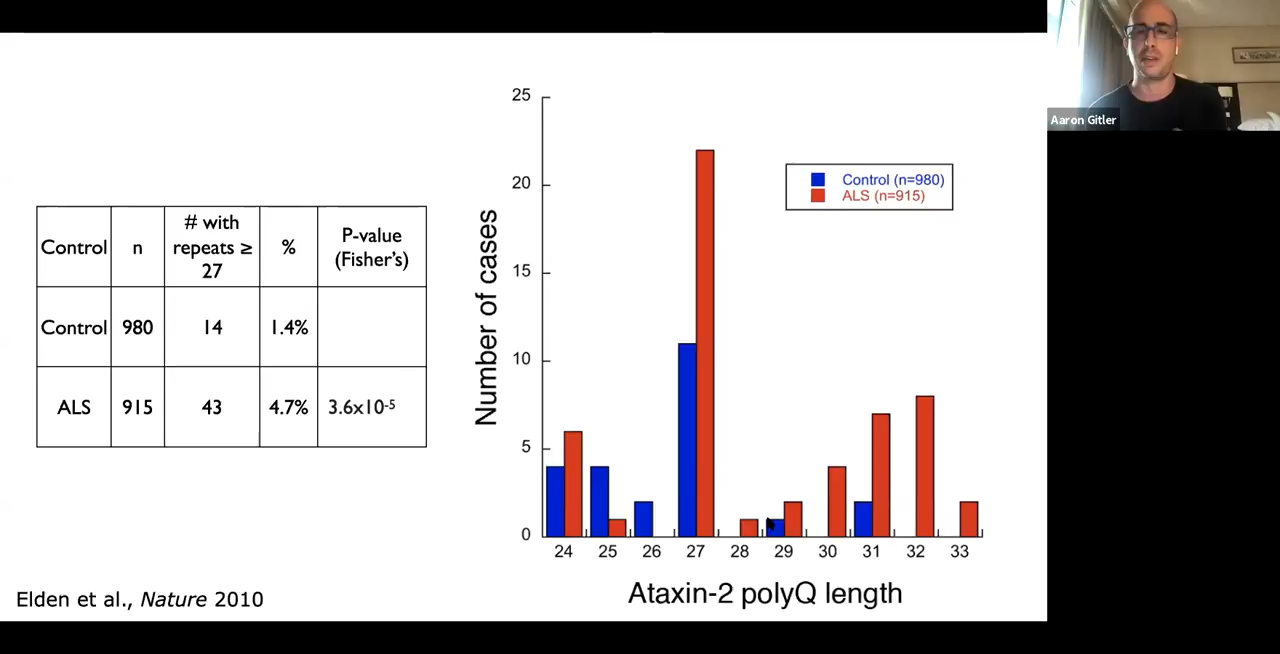 Aaron Gitler
Control n # with repeats ≥ 27 % P-value (Fisher's)
Control 980 14 1.4%
ALS 915 43 4.7% 3.6x10-5
25
20
15
10
5
0
Number of cases
Control (n=980)
ALS (n=915)
24 25 26 27 28 29 30 31 32 33
Ataxin-2 polyQ length
Elden et al., Nature 2010